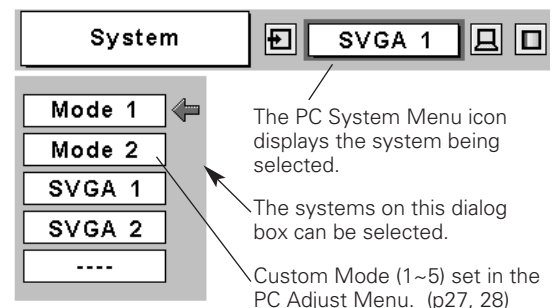 System
SVGA 1
Mode 1
Mode 2
SVGA 1
SVGA 2
----
The PC System Menu icon
displays the system being
selected.
The systems on this dialog
box can be selected.
Custom Mode (1~5) set in the
PC Adjust Menu. (p27, 28)